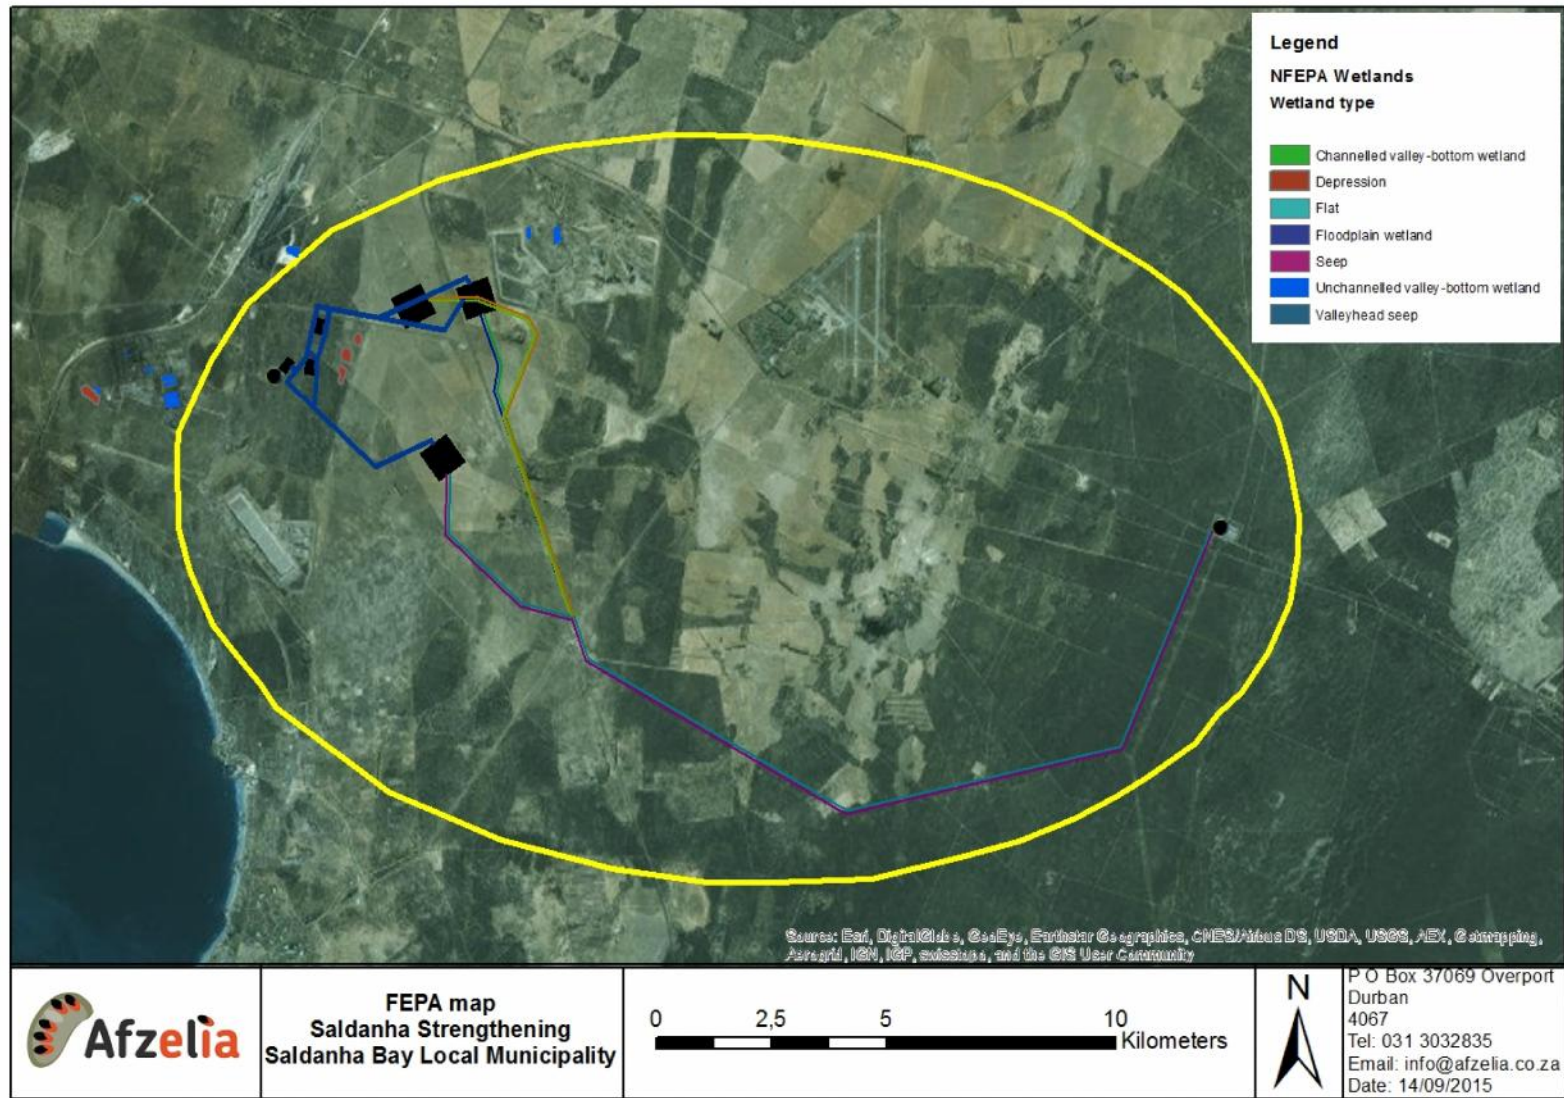 Legend
NFEPA Wetlands
Wetland type
Channelled valley-bottom wetland
Depression
Flat
Floodplain wetland
Seep
Unchannelled valley-bottom wetland
Valleyhead seep
Source: Esri, DigitalGlobe, GeoEye, Earthstar Geographics, CNES/Airbus DS, USDA, USGS, AEX, Getmapping,
Aerogrid, IGN, IGP, swisstopo, and the GIS User Community
Afzelia
FEPA map
Saldanha Strengthening
Saldanha Bay Local Municipality
0 2,5 5 10
Kilometers
N
P O Box 37069 Overport
Durban
4067
Tel: 031 3032835
Email: info@afzelia.co.za
Date: 14/09/2015